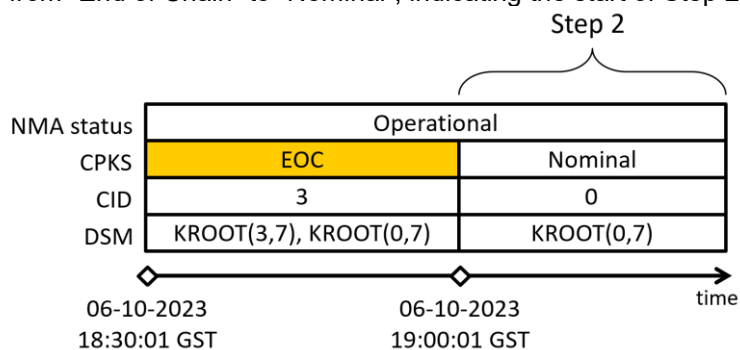 from "End of Chain" to "Nominal", indicating the start of Step 2
Step 2
NMA status Operational
CPKS EOC Nominal
CID 3 0
DSM KROOT(3,7), KROOT(0,7) KROOT(0,7)
time
06-10-2023 06-10-2023
18:30:01 GST 19:00:01 GST